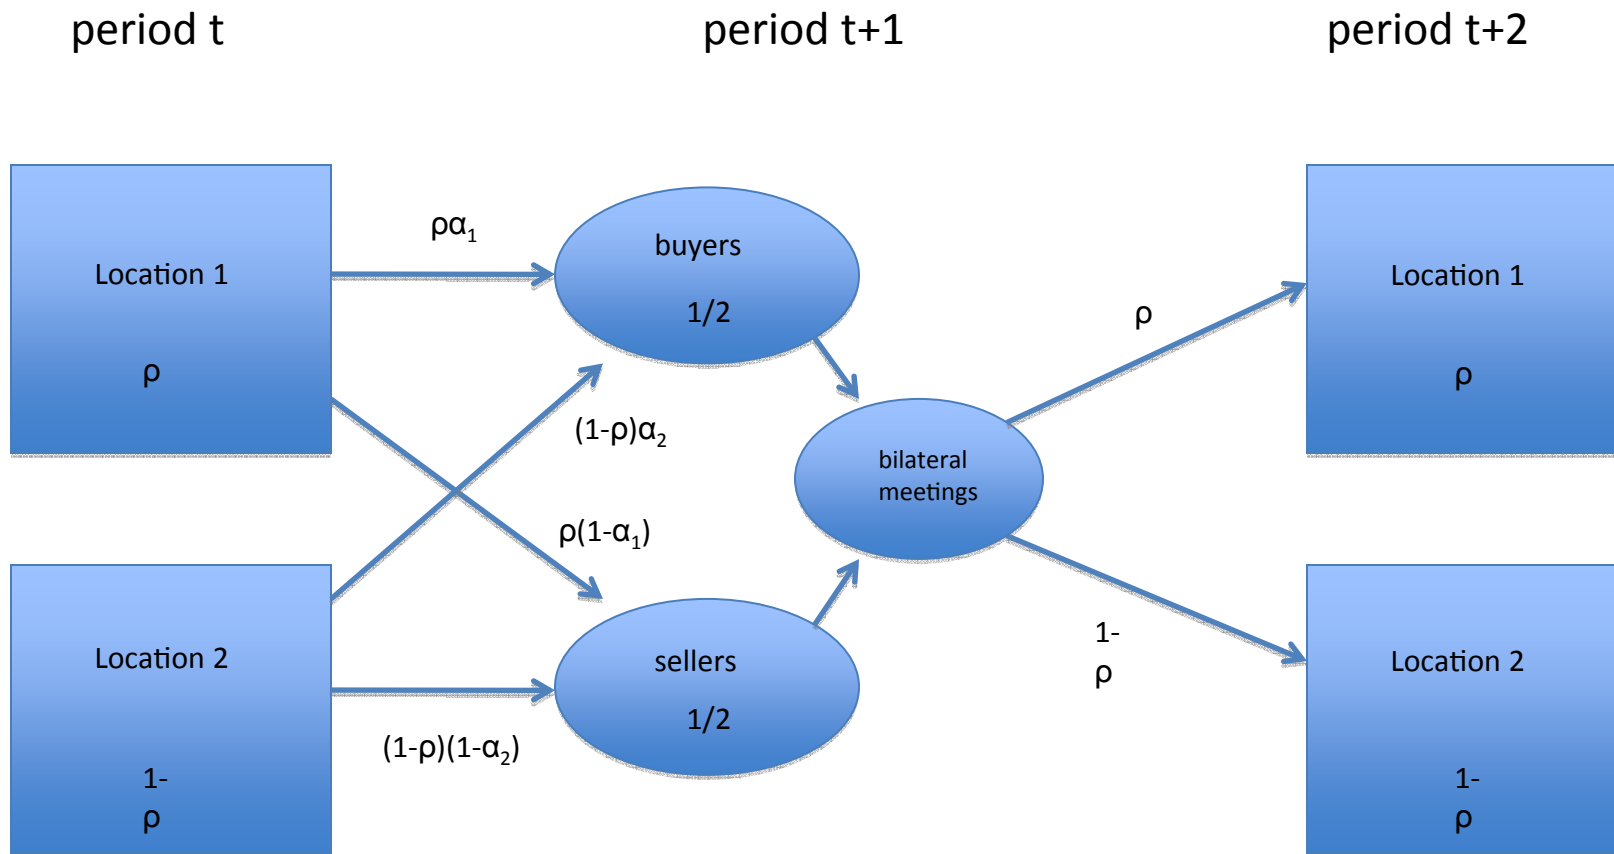 period t
period t+1
period t+2
Location 1
ρ
ρα₁
buyers
1/2
(1-ρ)α₂
ρ(1-α₁)
Location 2
1-
ρ
(1-ρ)(1-α₂)
sellers
1/2
bilateral
meetings
ρ
1-
ρ
Location 1
ρ
Location 2
1-
ρ